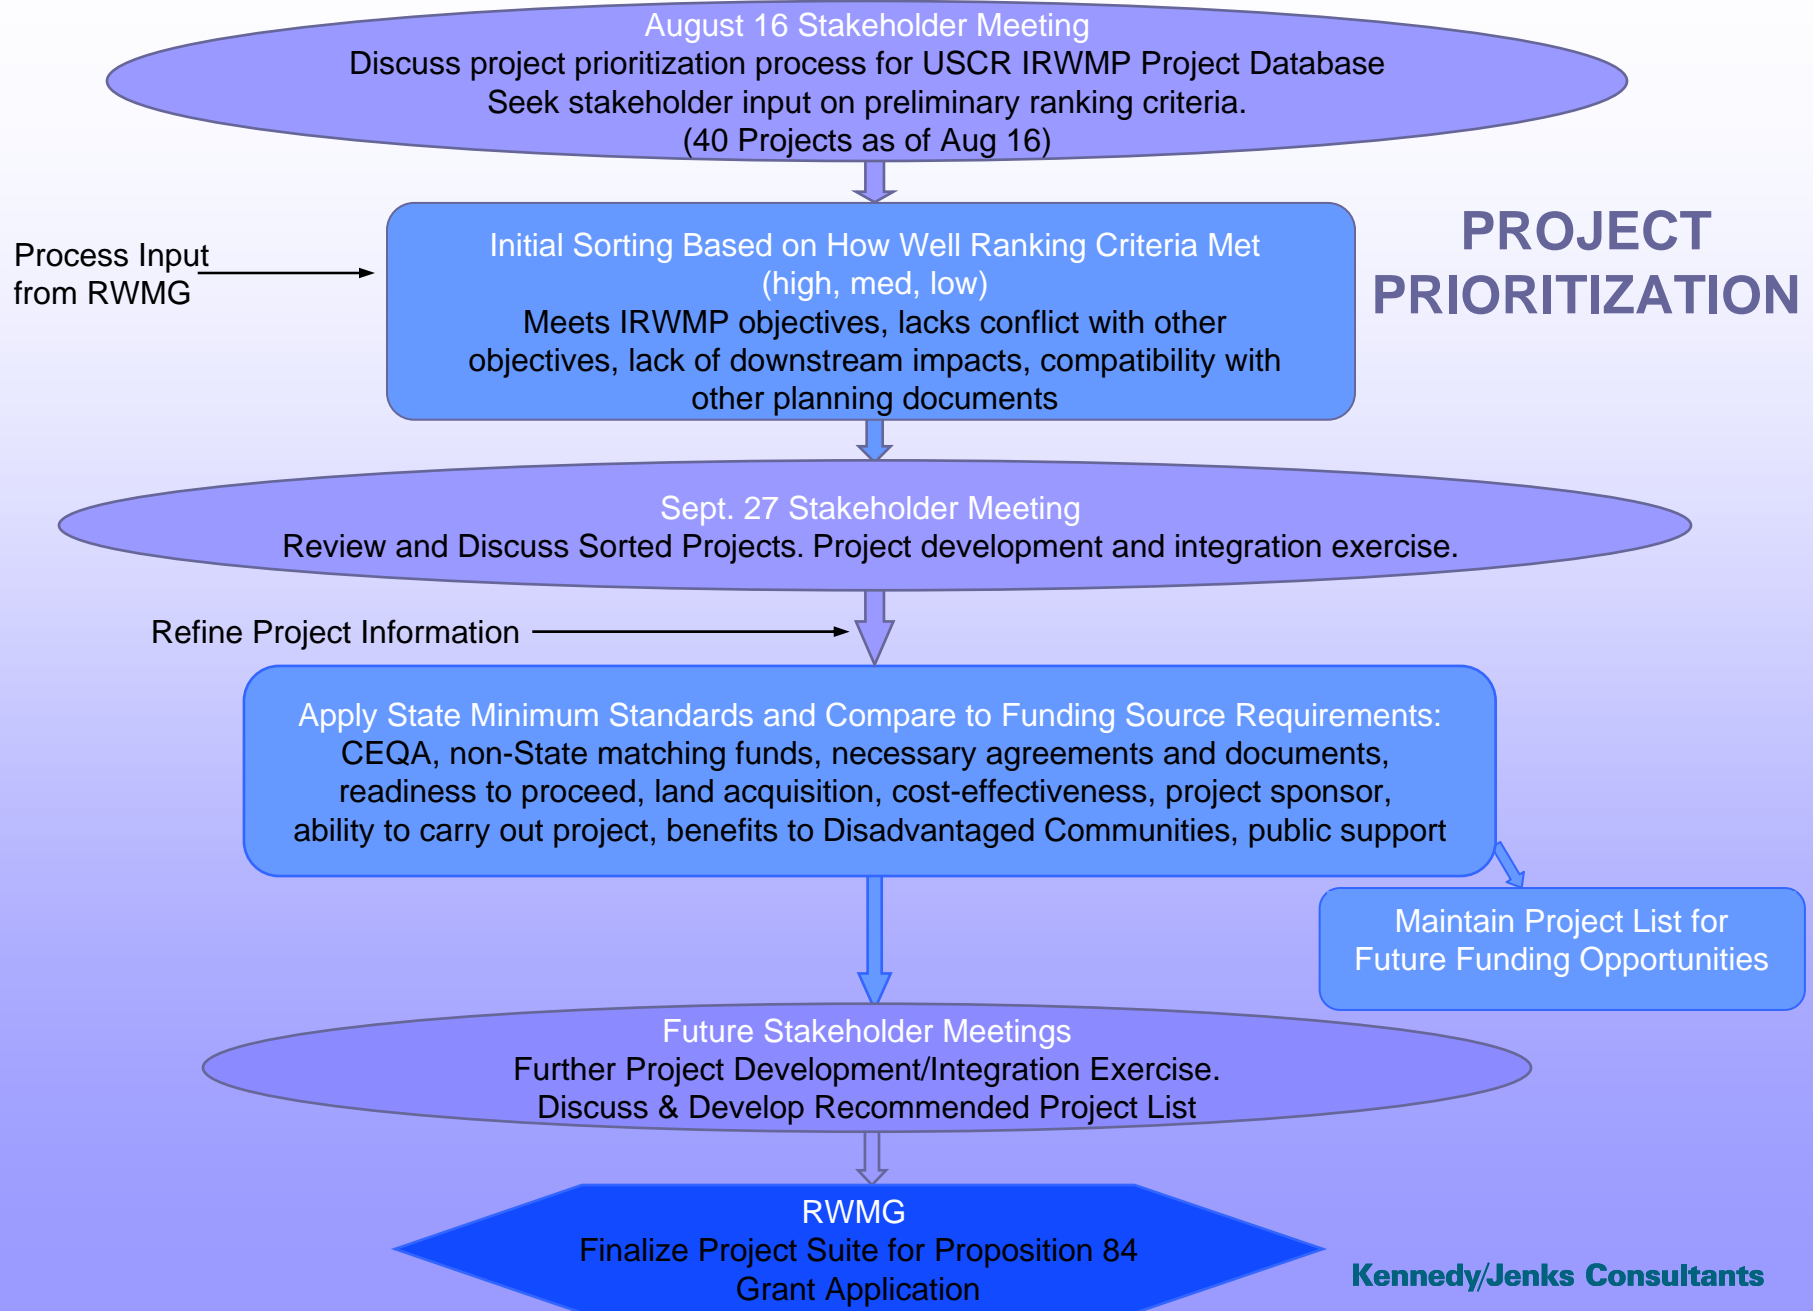 August 16 Stakeholder Meeting
Discuss project prioritization process for USCR IRWMP Project Database
Seek stakeholder input on preliminary ranking criteria.
(40 Projects as of Aug 16)
PROJECT
PRIORITIZATION
Process Input
from RWMG
Initial Sorting Based on How Well Ranking Criteria Met
(high, med, low)
Meets IRWMP objectives, lacks conflict with other
objectives, lack of downstream impacts, compatibility with
other planning documents
Sept. 27 Stakeholder Meeting
Review and Discuss Sorted Projects. Project development and integration exercise.
Refine Project Information
Apply State Minimum Standards and Compare to Funding Source Requirements:
CEQA, non-State matching funds, necessary agreements and documents,
readiness to proceed, land acquisition, cost-effectiveness, project sponsor,
ability to carry out project, benefits to Disadvantaged Communities, public support
Maintain Project List for
Future Funding Opportunities
Future Stakeholder Meetings
Further Project Development/Integration Exercise.
Discuss & Develop Recommended Project List
RWMG
Finalize Project Suite for Proposition 84
Grant Application
Kennedy/Jenks Consultants